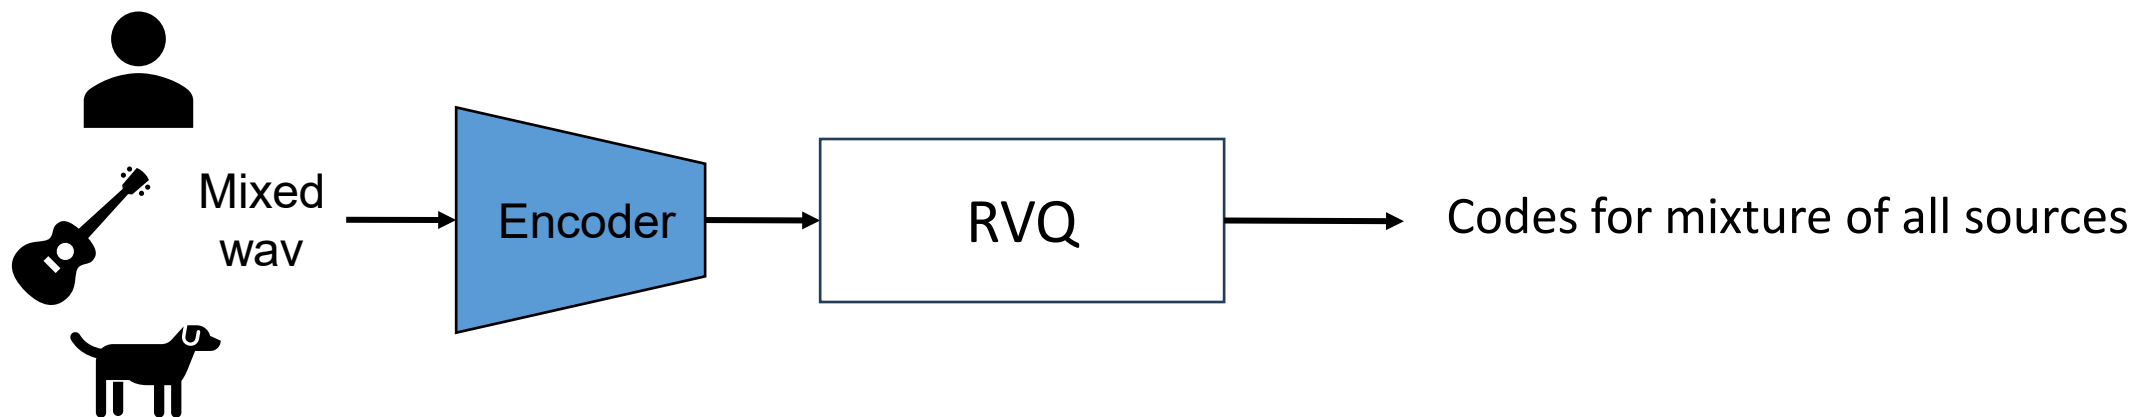 Mixed
wav
Encoder
RVQ
Codes for mixture of all sources